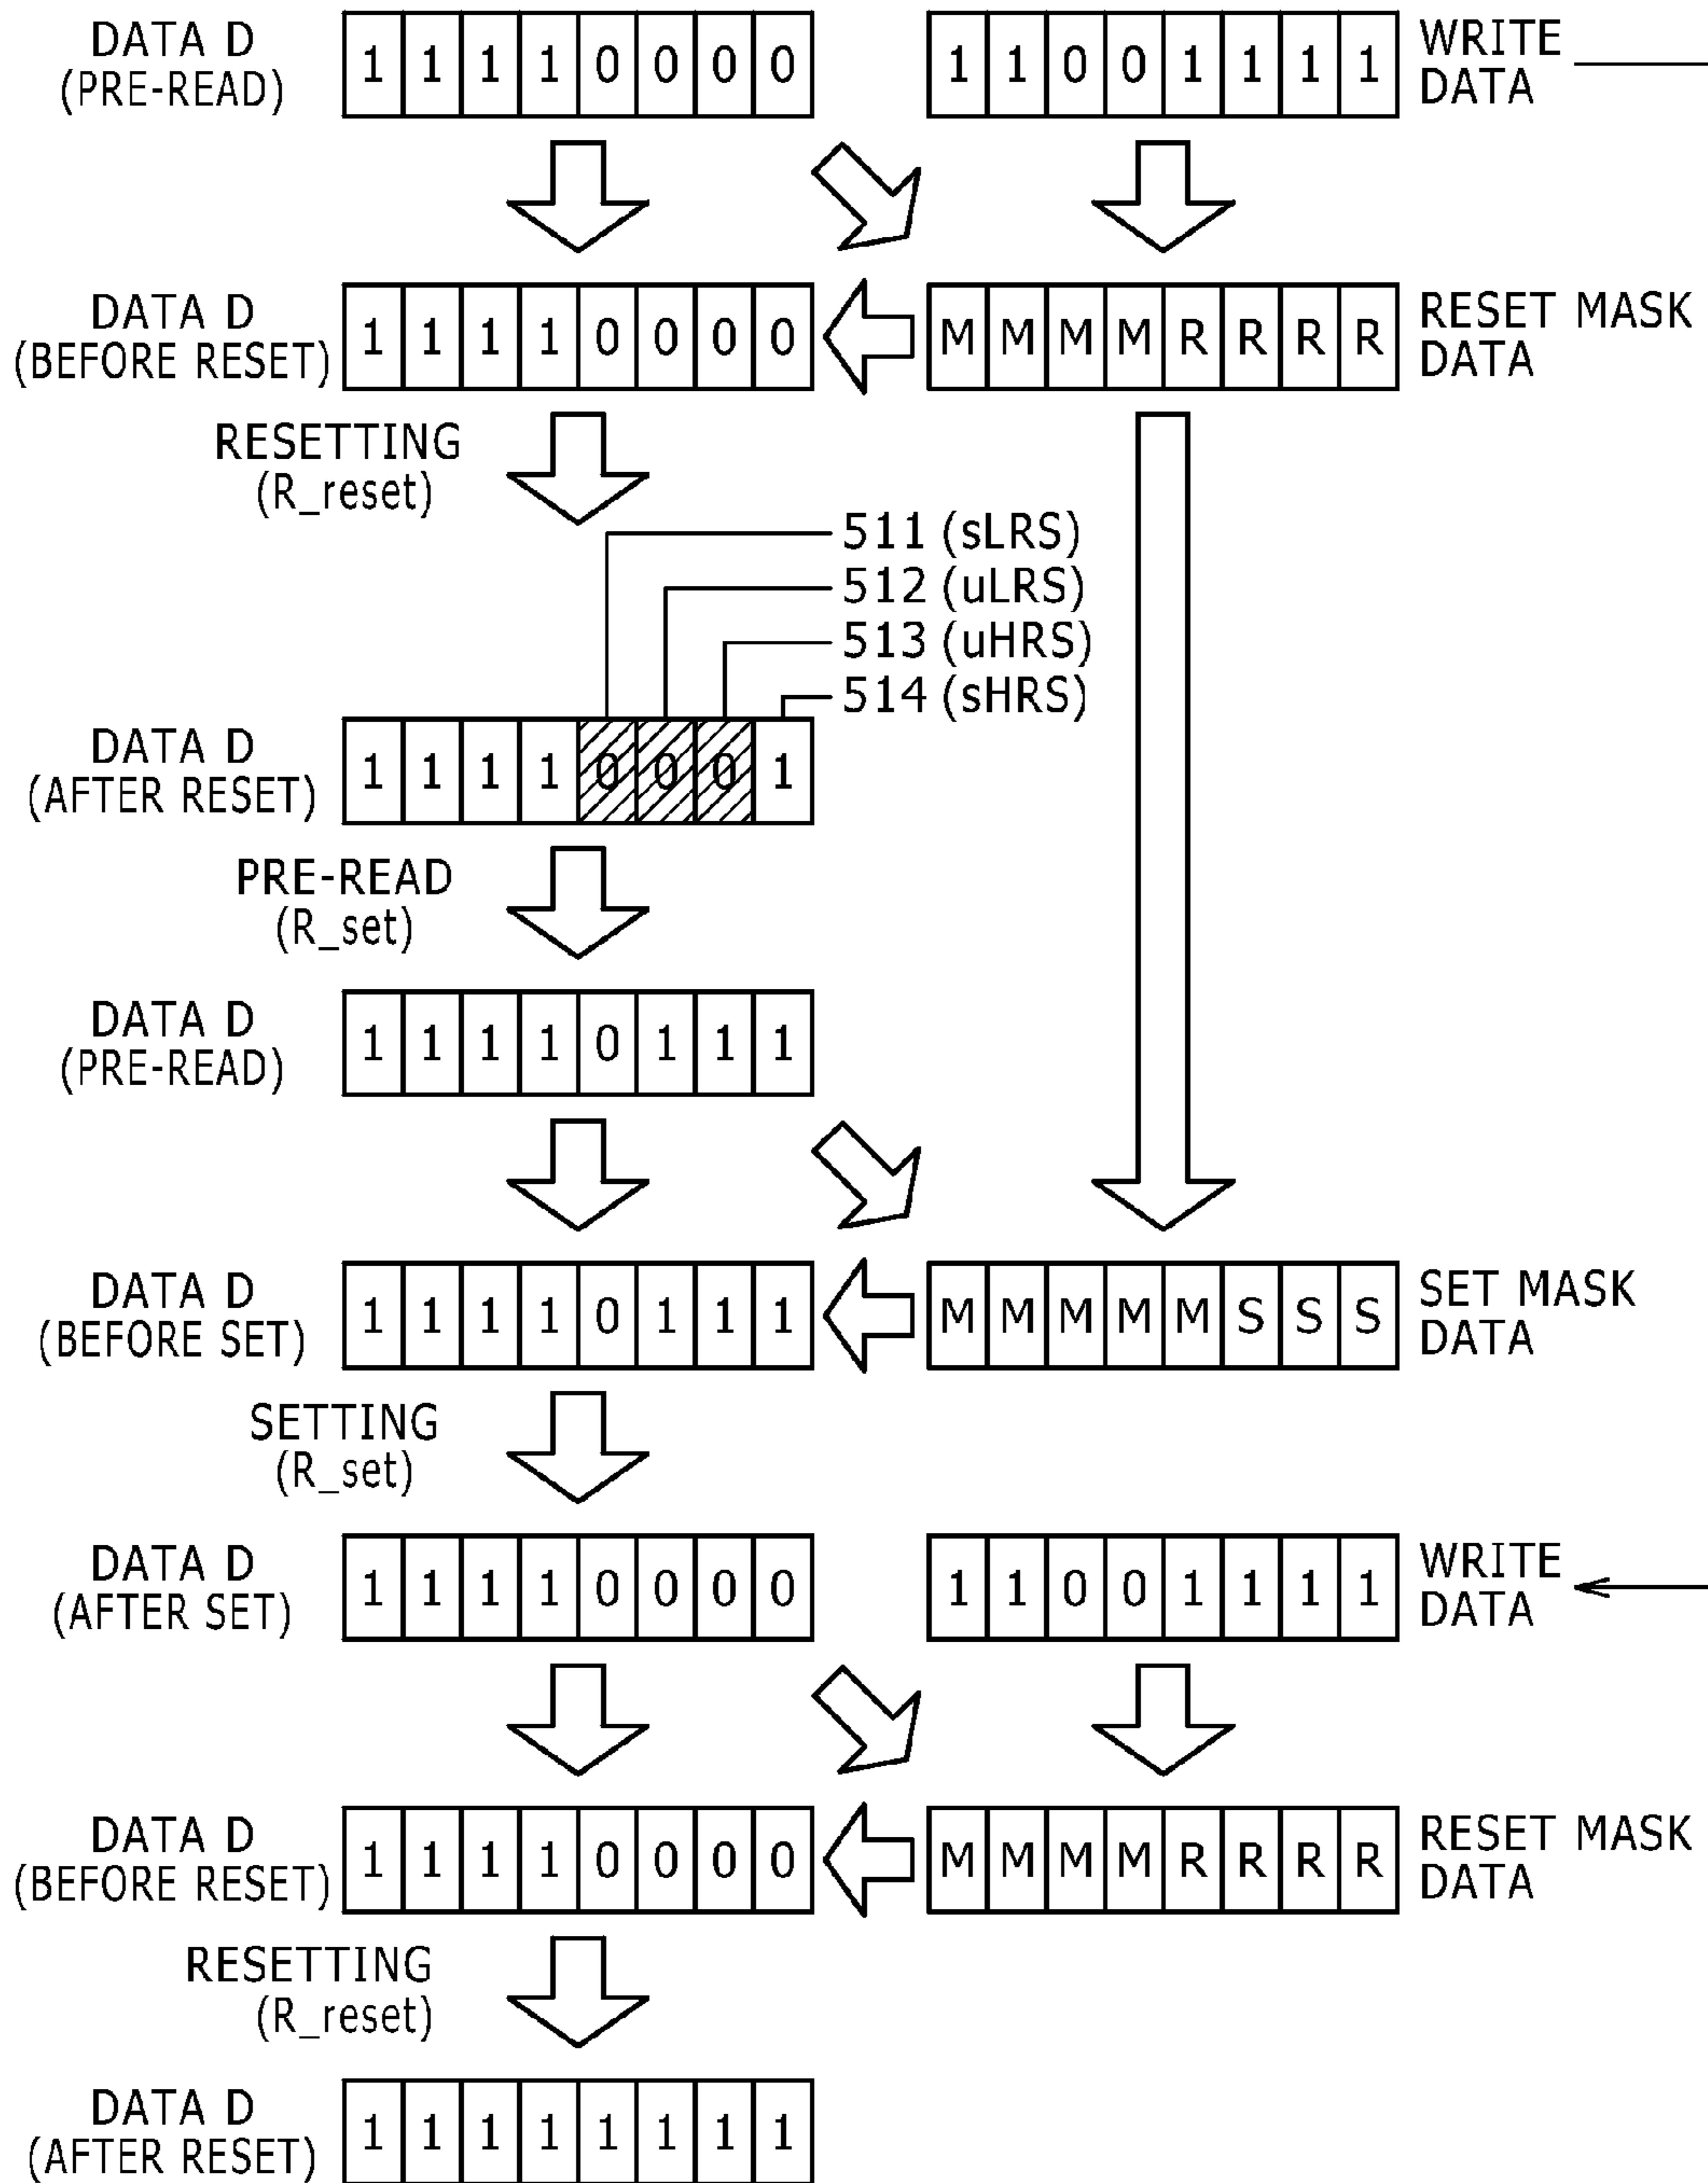 DATA D
(PRE-READ)
1 1 1 1 0 0 0 0
1 1 0 0 1 1 1 1
WRITE
DATA
DATA D
(BEFORE RESET)
1 1 1 1 0 0 0 0
M M M M R R R R
RESET MASK
DATA
RESETTING
(R_reset)
511 (sLRS)
512 (uLRS)
513 (uHRS)
514 (sHRS)
DATA D
(AFTER RESET)
1 1 1 1 0 0 0 1
PRE-READ
(R_set)
DATA D
(PRE-READ)
1 1 1 1 0 1 1 1
DATA D
(BEFORE SET)
1 1 1 1 0 1 1 1
M M M M M S S S
SET MASK
DATA
SETTING
(R_set)
DATA D
(AFTER SET)
1 1 1 1 0 0 0 0
1 1 0 0 1 1 1 1
WRITE
DATA
DATA D
(BEFORE RESET)
1 1 1 1 0 0 0 0
M M M M R R R R
RESET MASK
DATA
RESETTING
(R_reset)
DATA D
(AFTER RESET)
1 1 1 1 1 1 1 1